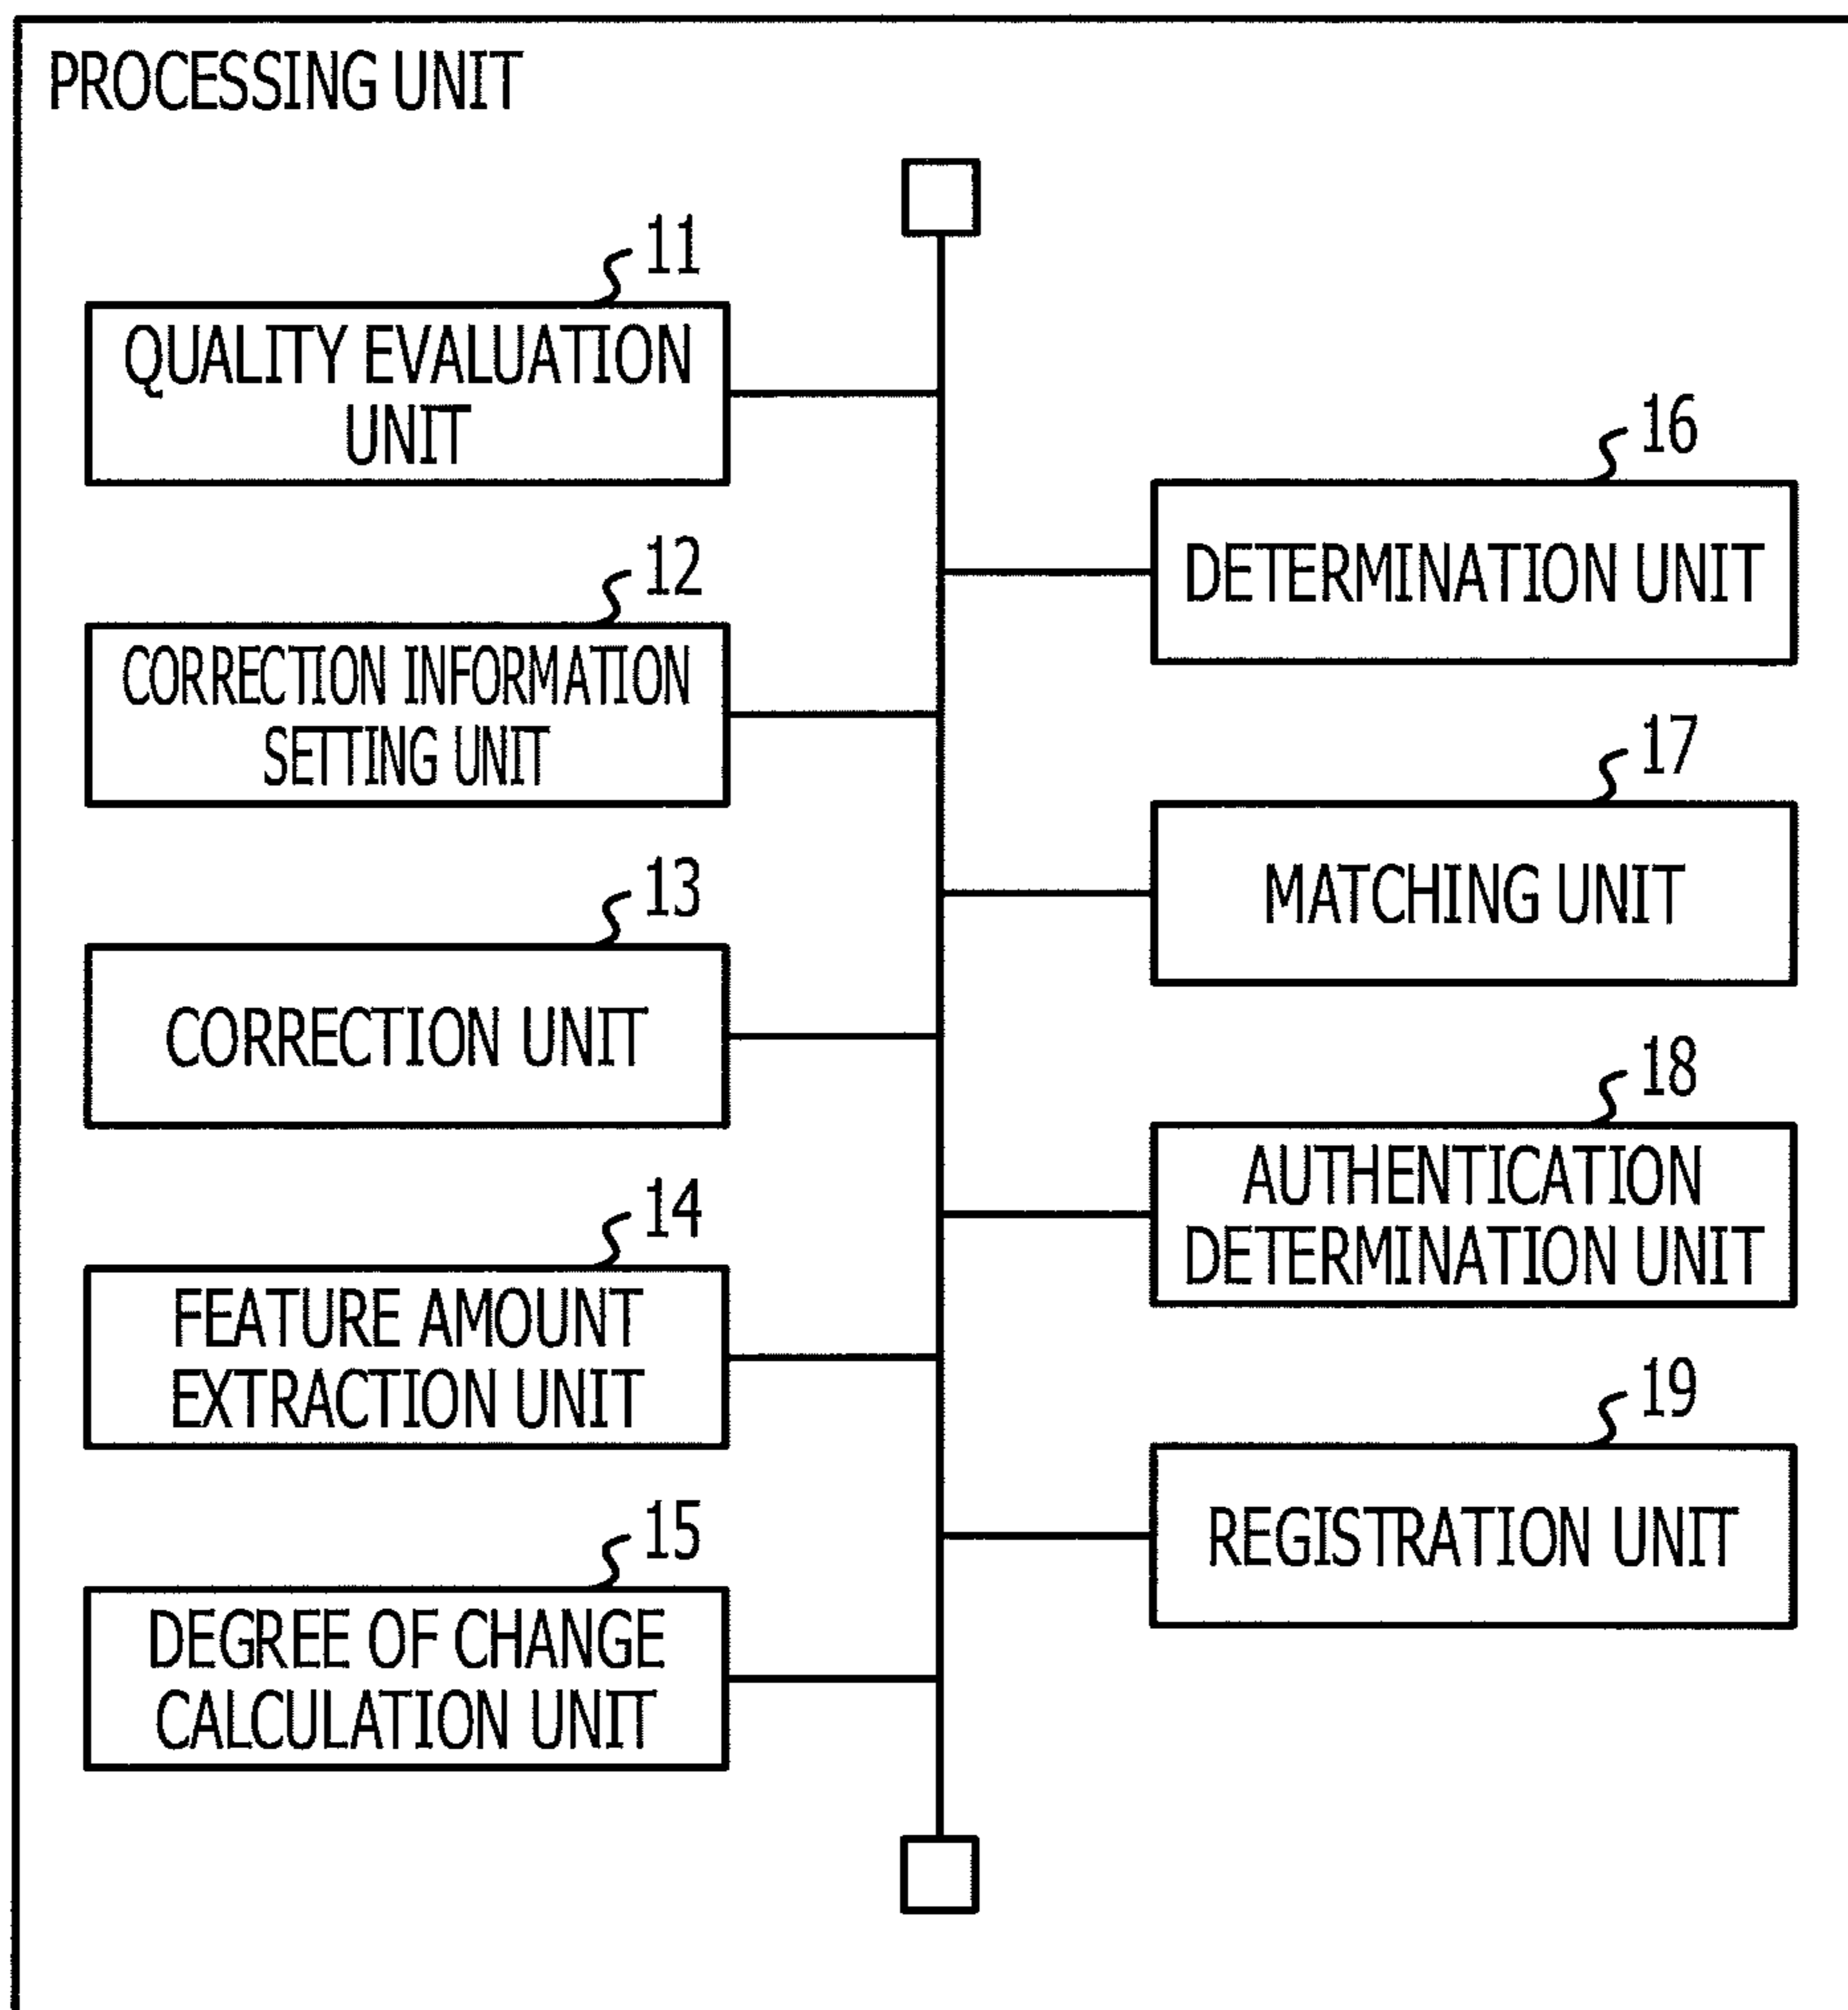 PROCESSING UNIT
11
QUALITY EVALUATION
UNIT
12
CORRECTION INFORMATION
SETTING UNIT
13
CORRECTION UNIT
14
FEATURE AMOUNT
EXTRACTION UNIT
15
DEGREE OF CHANGE
CALCULATION UNIT
16
DETERMINATION UNIT
17
MATCHING UNIT
18
AUTHENTICATION
DETERMINATION UNIT
19
REGISTRATION UNIT